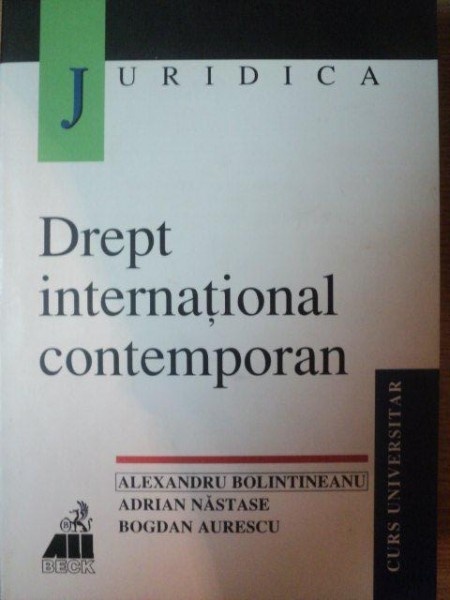 JURIDICA
Drept
internațional
contemporan
ALEXANDRU BOLINTINEANU
ADRIAN NĂSTASE
BOGDAN AURESCU
CURS UNIVERSITAR
B
ALL
BECK